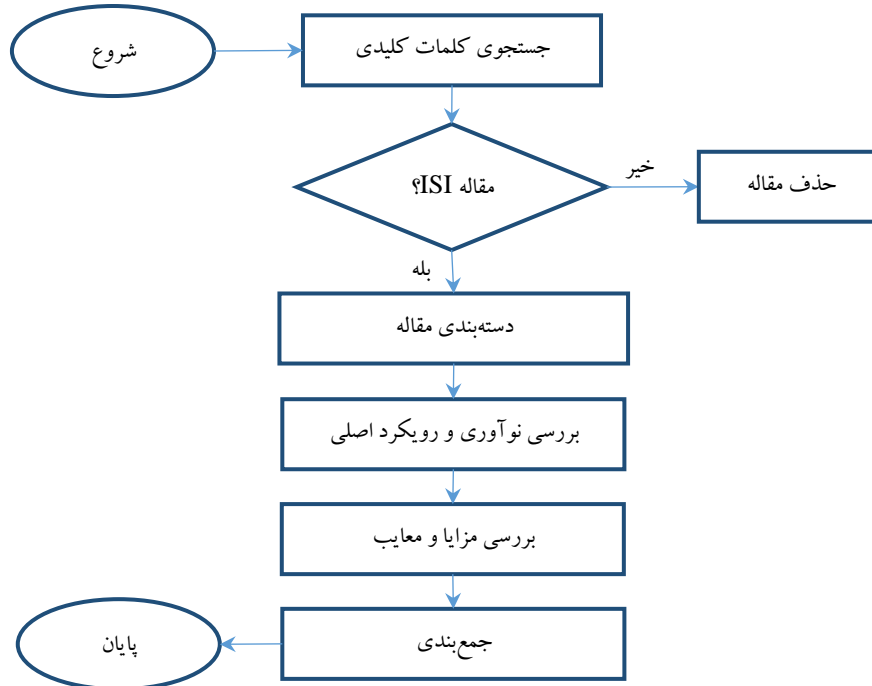 شروع
جستجوی کلمات کلیدی
مقاله ISI؟
خیر
حذف مقاله
بله
دسته‌بندی مقاله
بررسی نوآوری و رویکرد اصلی
بررسی مزایا و معایب
جمع‌بندی
پایان